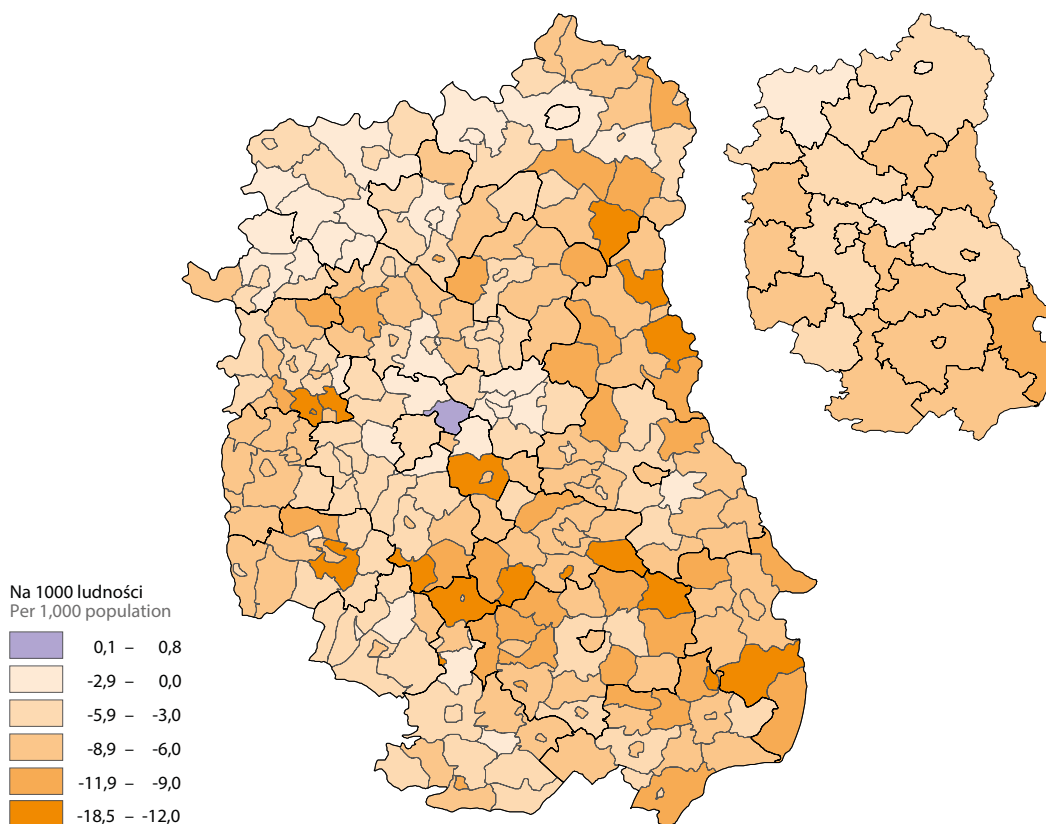 Na 1000 ludności
Per 1,000 population
0,1 – 0,8
-2,9 – 0,0
-5,9 – -3,0
-8,9 – -6,0
-11,9 – -9,0
-18,5 – -12,0